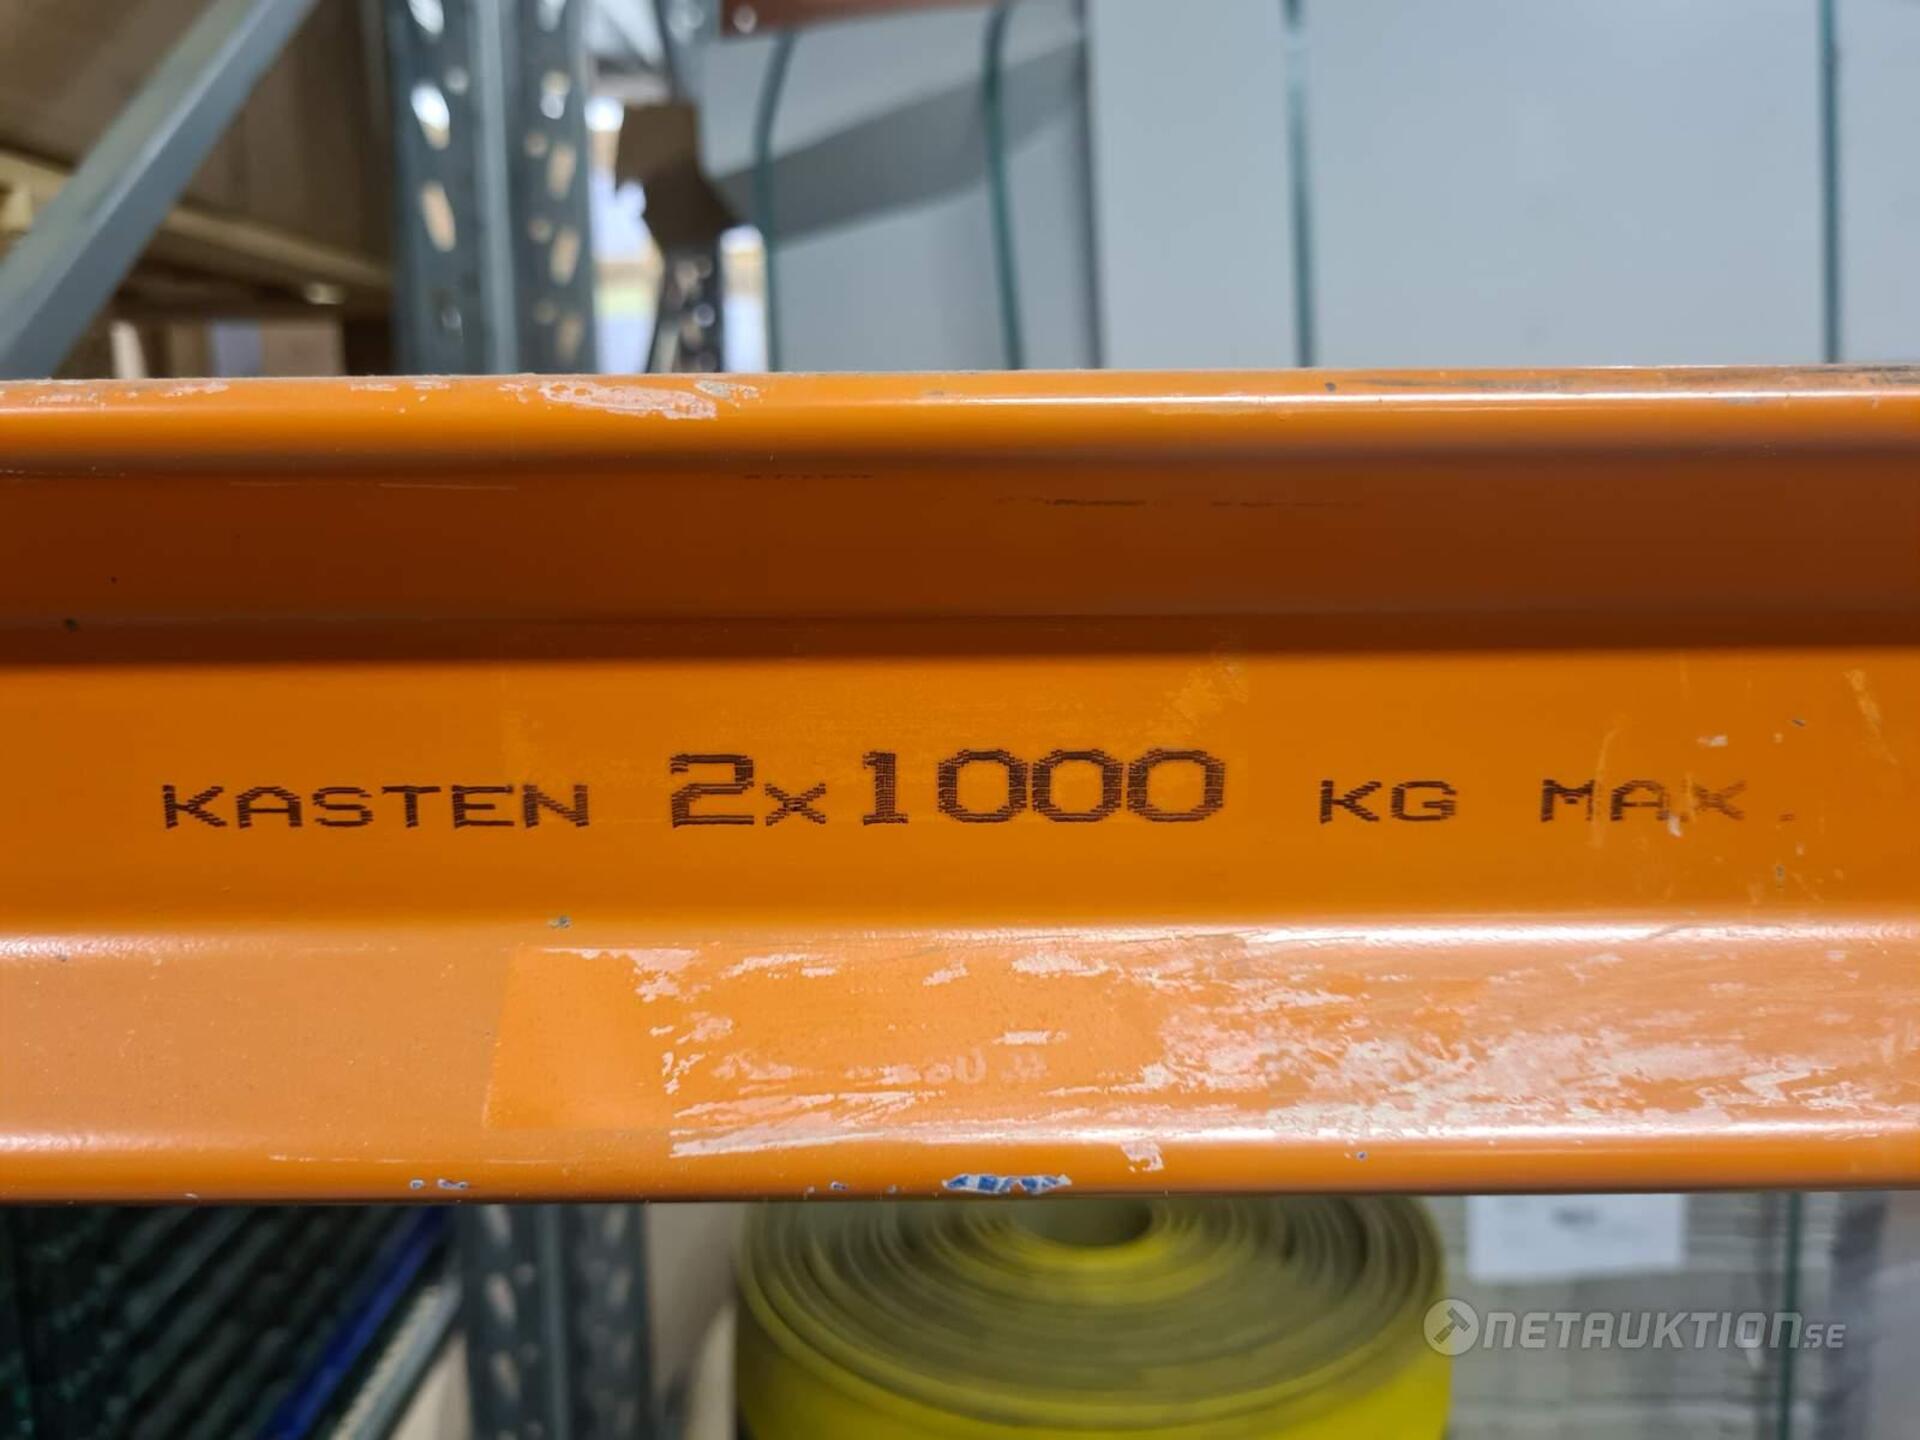 KASTEN 2x1000 KG MAX.
NETAUKTION.SE